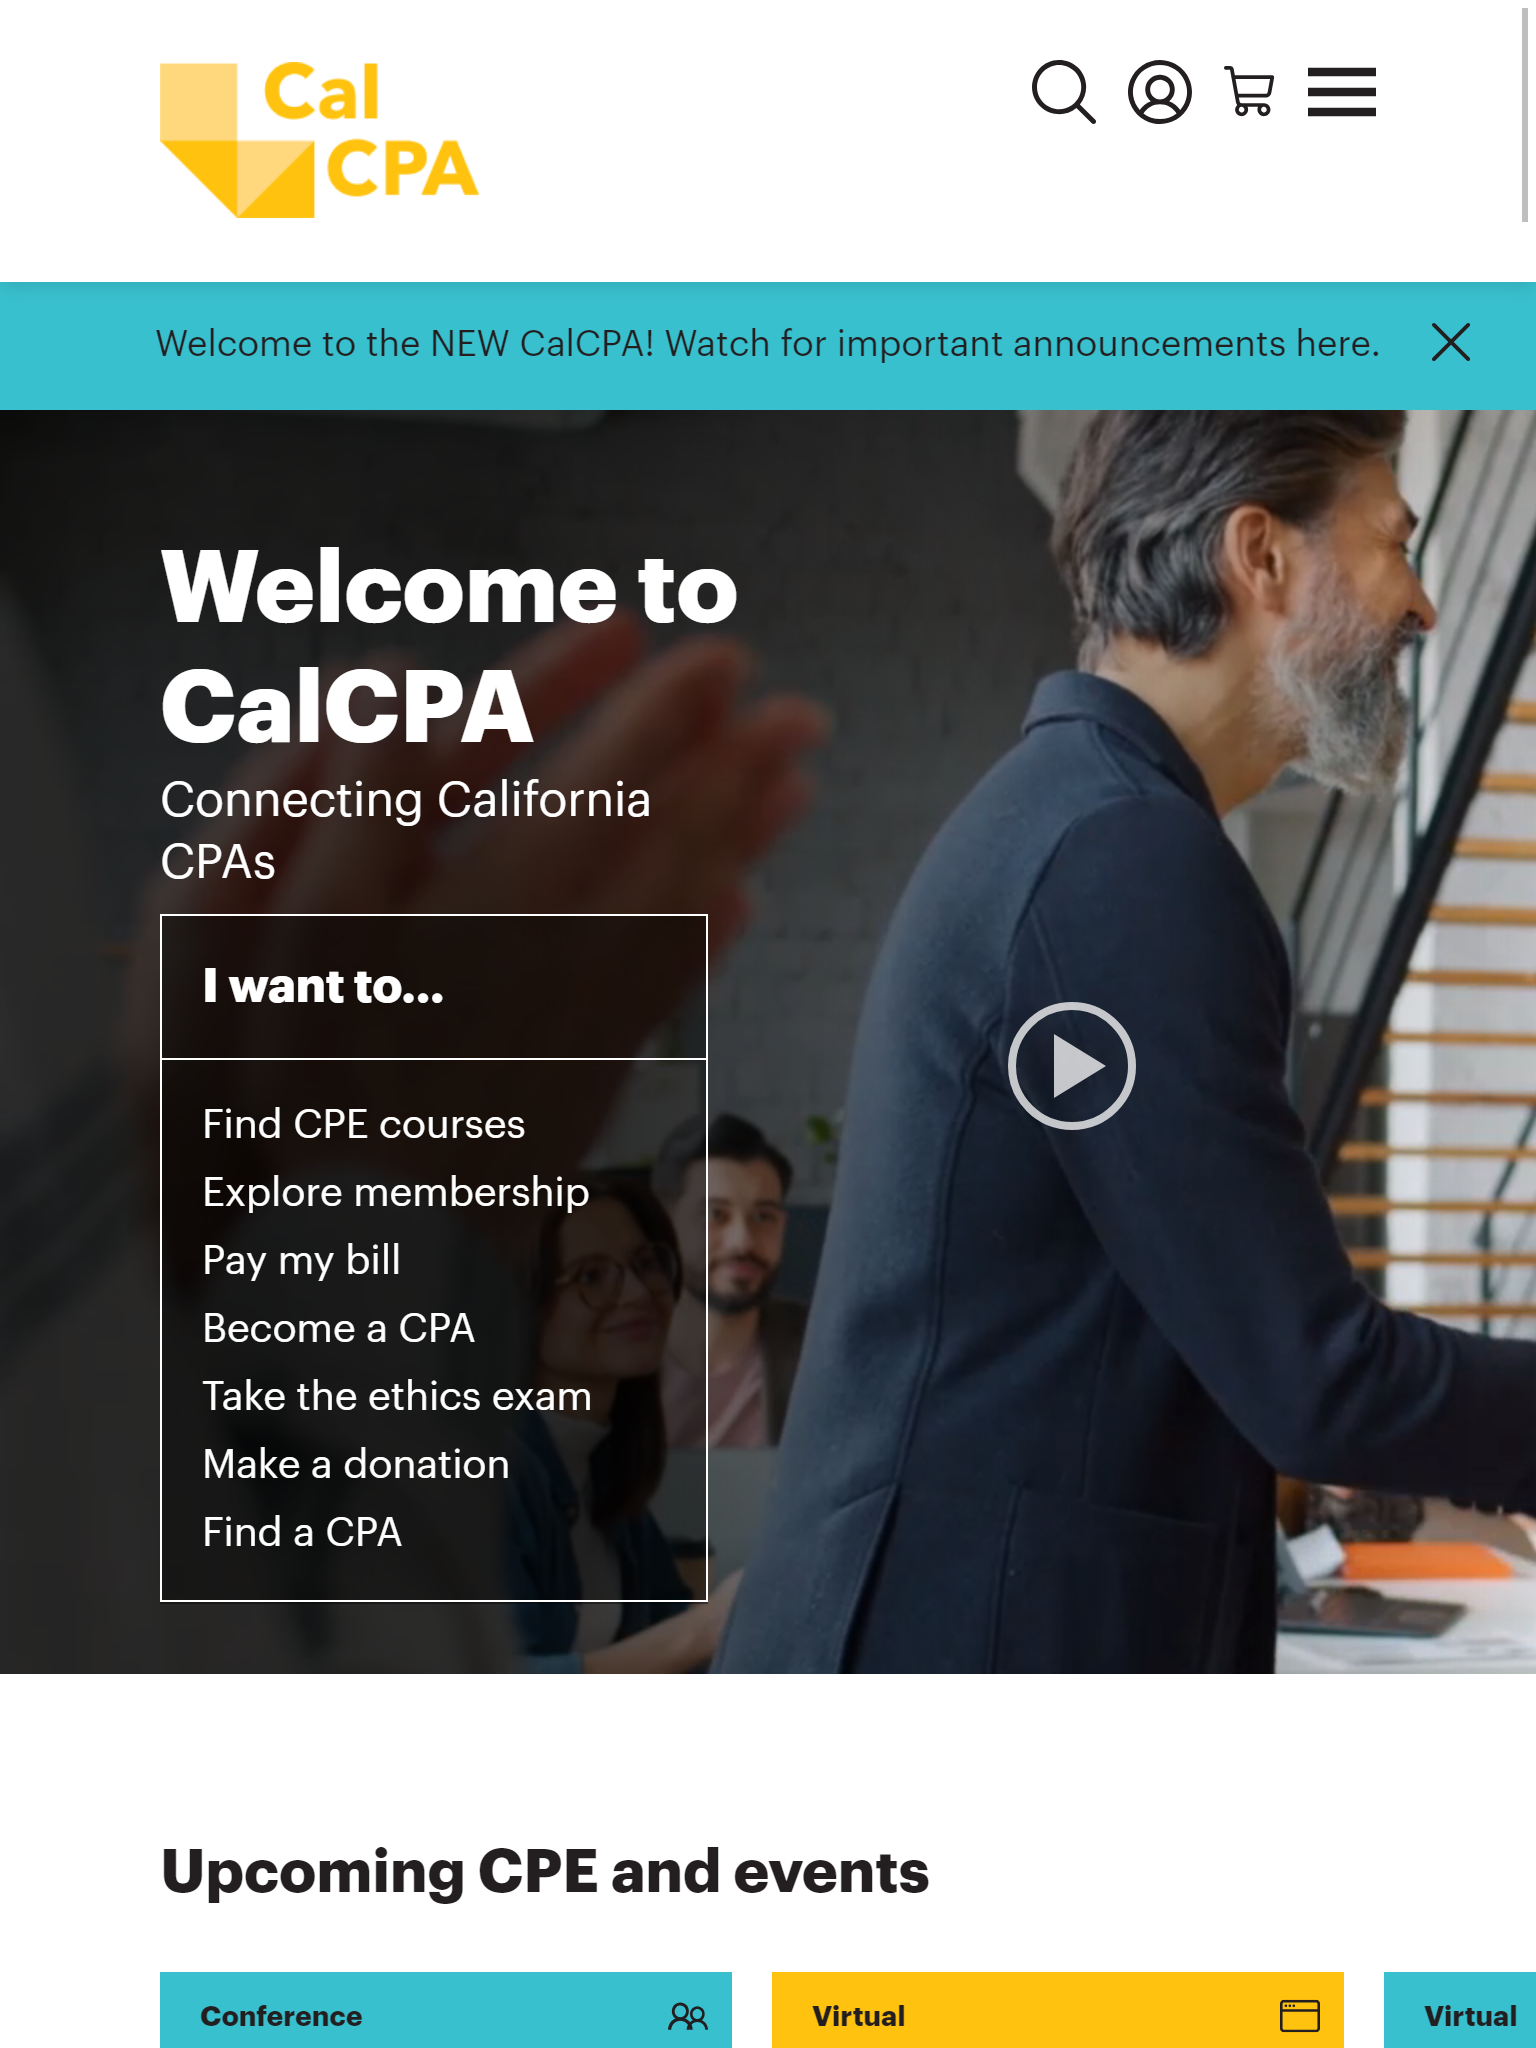 Cal
CPA
Welcome to the NEW CalCPA! Watch for important announcements here.
Welcome to
CalCPA
Connecting California
CPAs
I want to...
Find CPE courses
Explore membership
Pay my bill
Become a CPA
Take the ethics exam
Make a donation
Find a CPA
Upcoming CPE and events
Conference
Virtual
Virtual